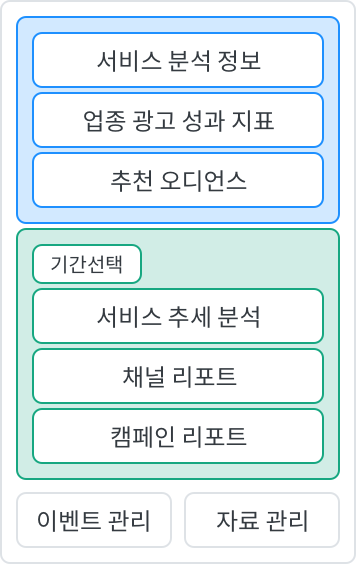 서비스 분석 정보
업종 광고 성과 지표
추천 오디언스
기간선택
서비스 추세 분석
채널 리포트
캠페인 리포트
이벤트 관리
자료 관리